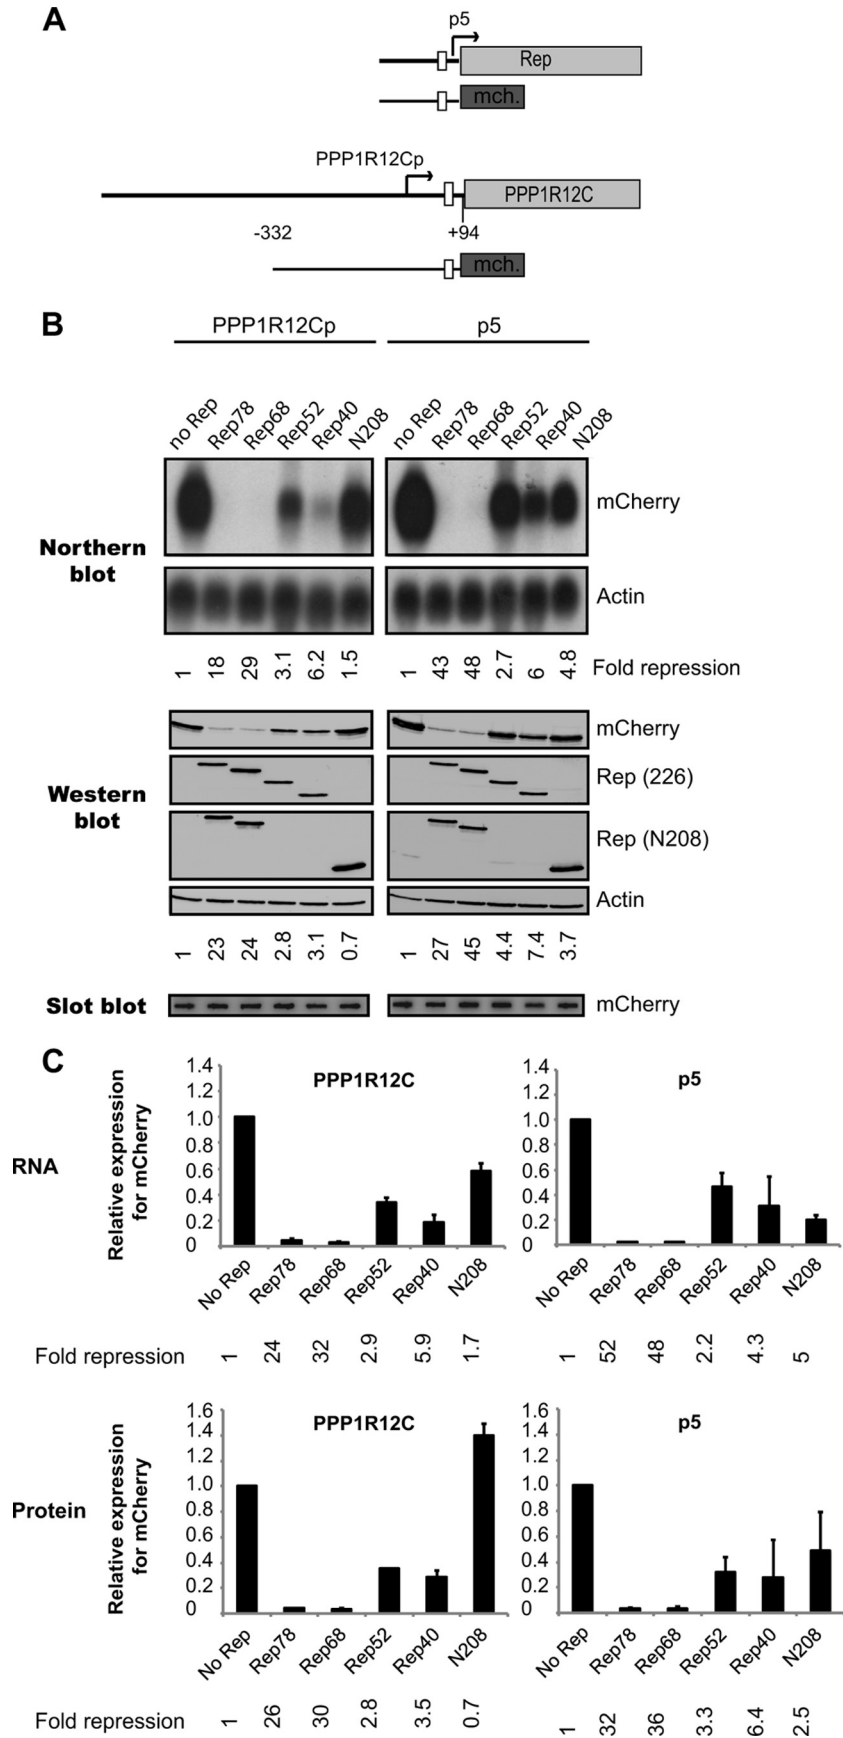 A
p5
Rep
mch.
PPP1R12Cp
PPP1R12C
-332 +94
mch.
B
PPP1R12Cp p5
no Rep Rep78 Rep68 Rep52 Rep40 N208 no Rep Rep78 Rep68 Rep52 Rep40 N208
mCherry
Northern
blot
Actin
1 18 29 3.1 6.2 1.5 1 43 48 2.7 6 4.8 Fold repression
mCherry
Rep (226)
Western
blot
Rep (N208)
Actin
1 23 24 2.8 3.1 0.7 1 27 45 4.4 7.4 3.7
Slot blot mCherry
C
RNA
Relative expression
for mCherry
PPP1R12C
1.4
1.2
1.0
0.8
0.6
0.4
0.2
0
No Rep Rep78 Rep68 Rep52 Rep40 N208
p5
1.4
1.2
1.0
0.8
0.6
0.4
0.2
0
No Rep Rep78 Rep68 Rep52 Rep40 N208
Fold repression 1 24 32 2.9 5.9 1.7 1 52 48 2.2 4.3 5
Protein
Relative expression
for mCherry
PPP1R12C
1.6
1.4
1.2
1.0
0.8
0.6
0.4
0.2
0
No Rep Rep78 Rep68 Rep52 Rep40 N208
p5
1.6
1.4
1.2
1.0
0.8
0.6
0.4
0.2
0
No Rep Rep78 Rep68 Rep52 Rep40 N208
Fold repression 1 26 30 2.8 3.5 0.7 1 32 36 3.3 6.4 2.5